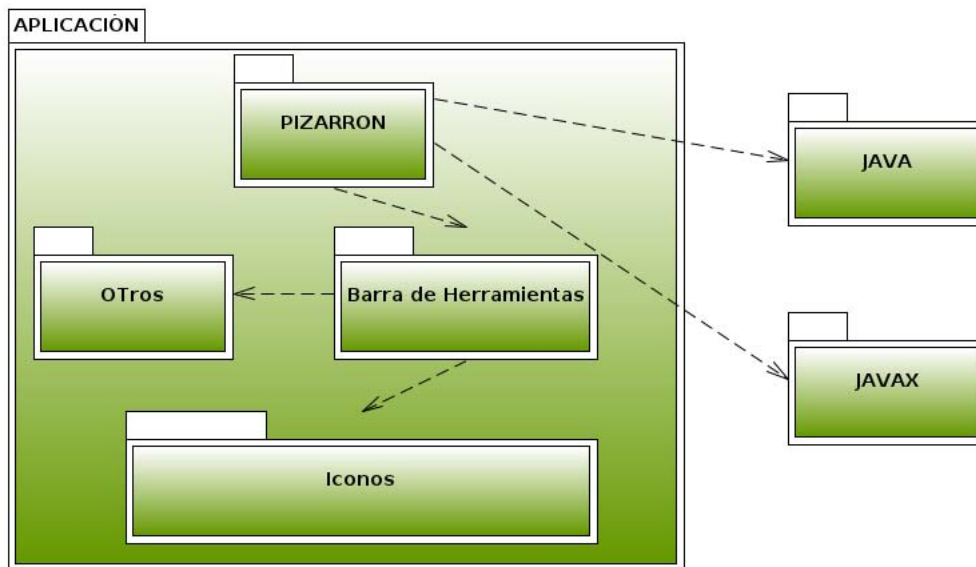 APLICACIÓN
PIZARRON
JAVA
OTros
Barra de Herramientas
JAVAX
Iconos